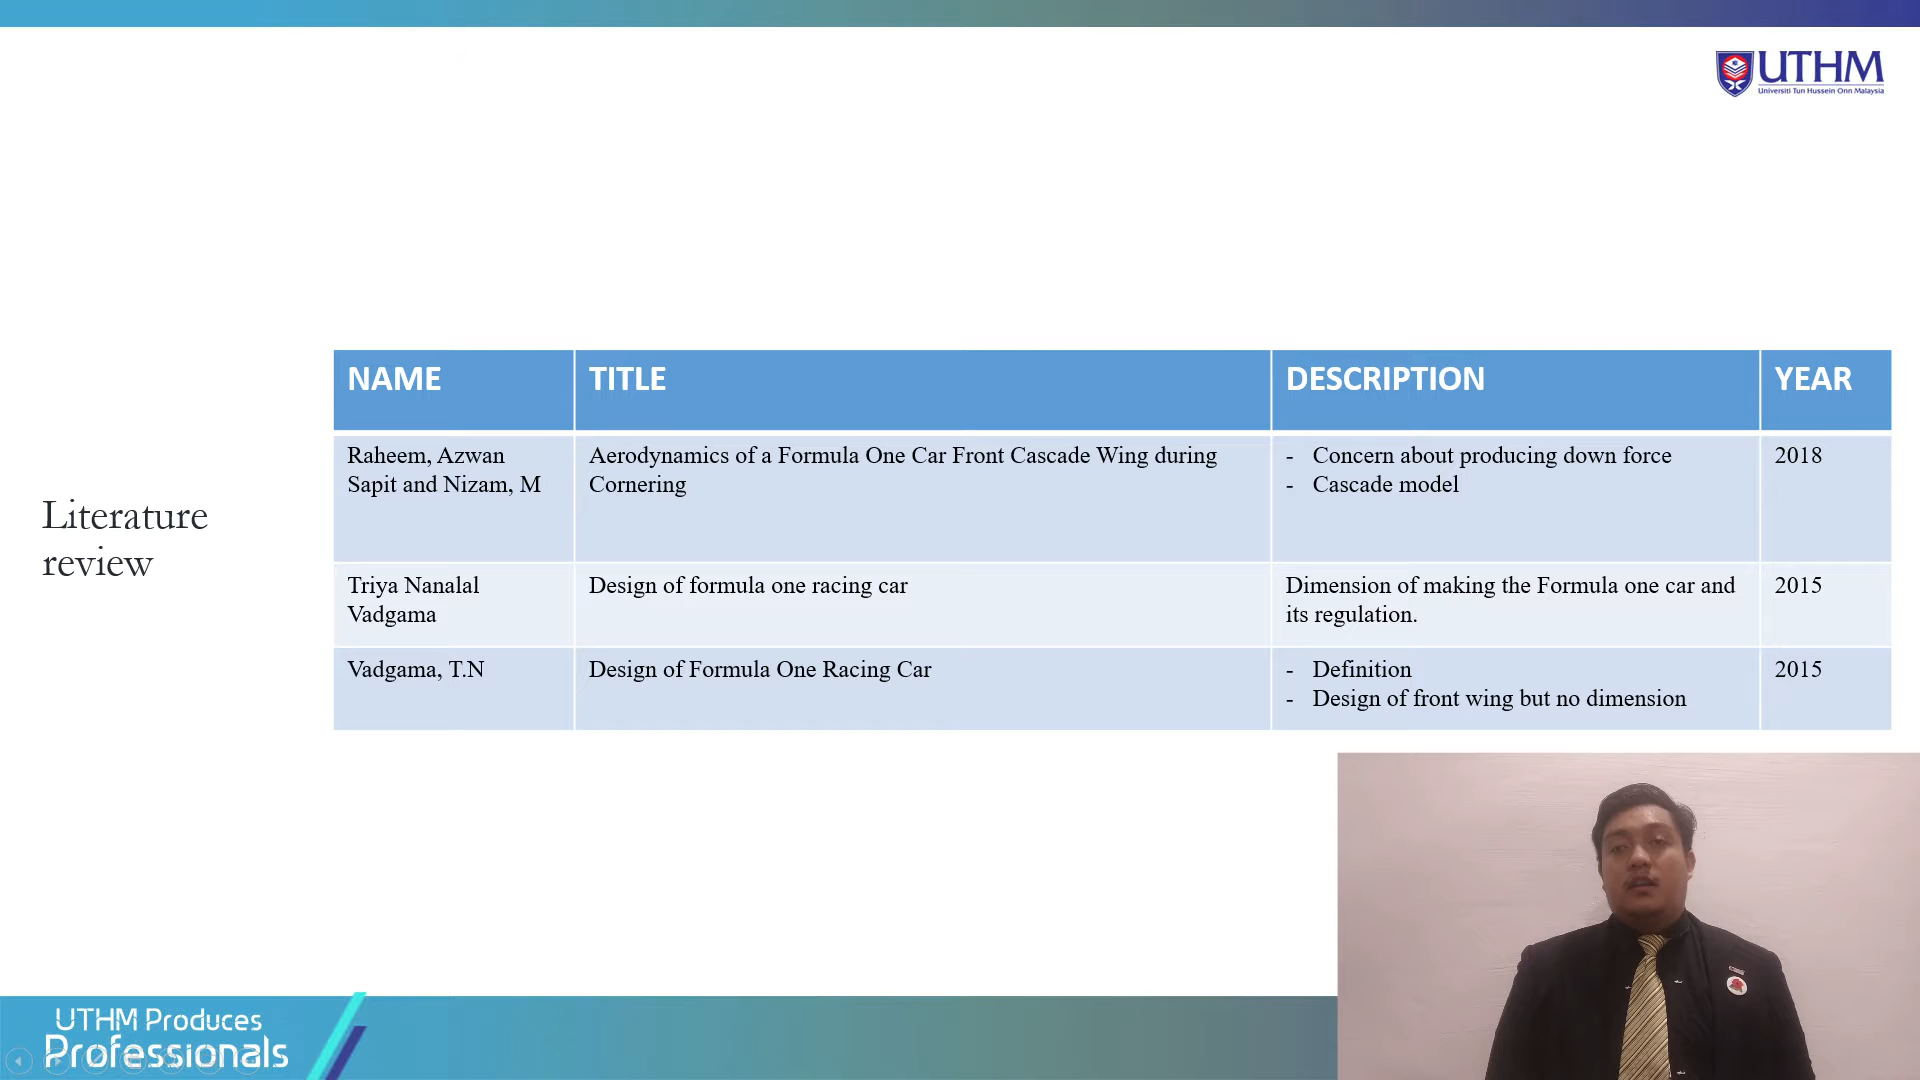 UTHM
Universiti Tun Hussein Onn Malaysia
Literature
review
NAME
TITLE
DESCRIPTION
YEAR
Raheem, Azwan
Sapit and Nizam, M
Aerodynamics of a Formula One Car Front Cascade Wing during
Cornering
- Concern about producing down force
- Cascade model
2018
Triya Nanalal
Vadgama
Design of formula one racing car
Dimension of making the Formula one car and
its regulation.
2015
Vadgama, T.N
Design of Formula One Racing Car
- Definition
- Design of front wing but no dimension
2015
UTHM Produces
Professionals